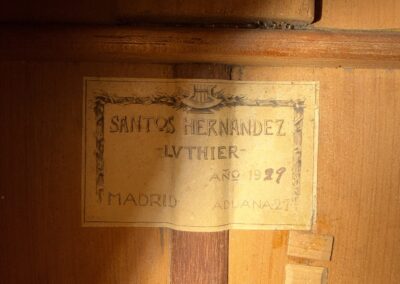 SANTOS HERNANDEZ
-LVTHIER-
AÑO 1929
MADRID ADUANA 27